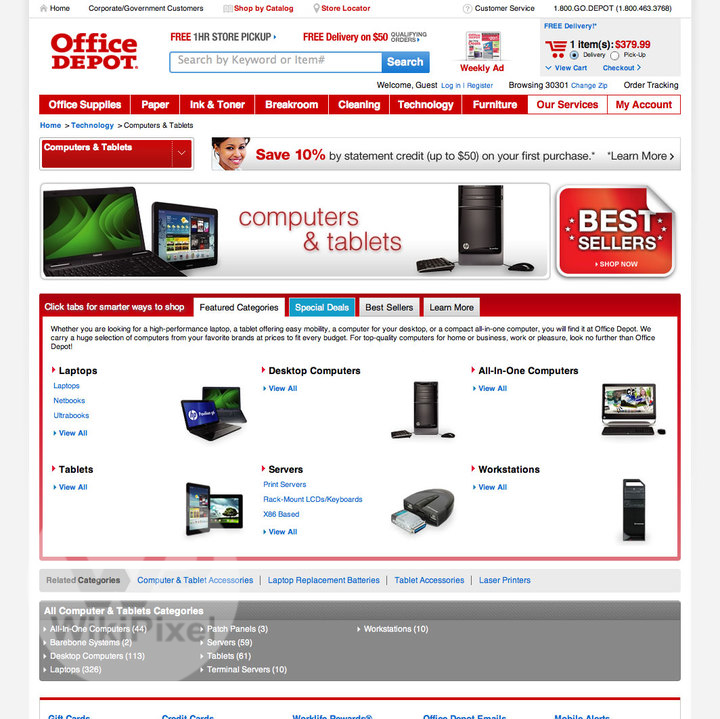 Home Corporate/Government Customers Shop by Catalog Store Locator Customer Service 1.800.GO.DEPOT (1.800.463.3768)
Office DEPOT.
FREE 1HR STORE PICKUP FREE Delivery on $50 QUALIFYING ORDERS
Search by Keyword or Item# Search
Weekly Ad
FREE Delivery!*
1 Item(s): $379.99
Delivery Pick-Up
View Cart Checkout
Welcome, Guest Log in | Register Browsing 30301 Change Zip Order Tracking
Office Supplies Paper Ink & Toner Breakroom Cleaning Technology Furniture Our Services My Account
Home > Technology > Computers & Tablets
Computers & Tablets
Save 10% by statement credit (up to $50) on your first purchase.* *Learn More
computers
& tablets
BEST
SELLERS
SHOP NOW
Click tabs for smarter ways to shop Featured Categories Special Deals Best Sellers Learn More
Whether you are looking for a high-performance laptop, a tablet offering easy mobility, a computer for your desktop, or a compact all-in-one computer, you will find it at Office Depot. We
carry a huge selection of computers from your favorite brands at prices to fit every budget. For top-quality computers for home or business, work or pleasure, look no further than Office
Depot!
Laptops
Laptops
Netbooks
Ultrabooks
View All
Desktop Computers
View All
All-In-One Computers
View All
Tablets
View All
Servers
Print Servers
Rack-Mount LCDs/Keyboards
X86 Based
View All
Workstations
View All
Related Categories Computer & Tablet Accessories | Laptop Replacement Batteries | Tablet Accessories | Laser Printers
All Computer & Tablets Categories
All-In-One Computers (44) Patch Panels (3) Workstations (10)
Barebone Systems (2) Servers (59)
Desktop Computers (113) Tablets (61)
Laptops (326) Terminal Servers (10)
WikiPixel
Gift Cards Credit Cards Worklife Rewards® Office Depot Emails Mobile Alerts